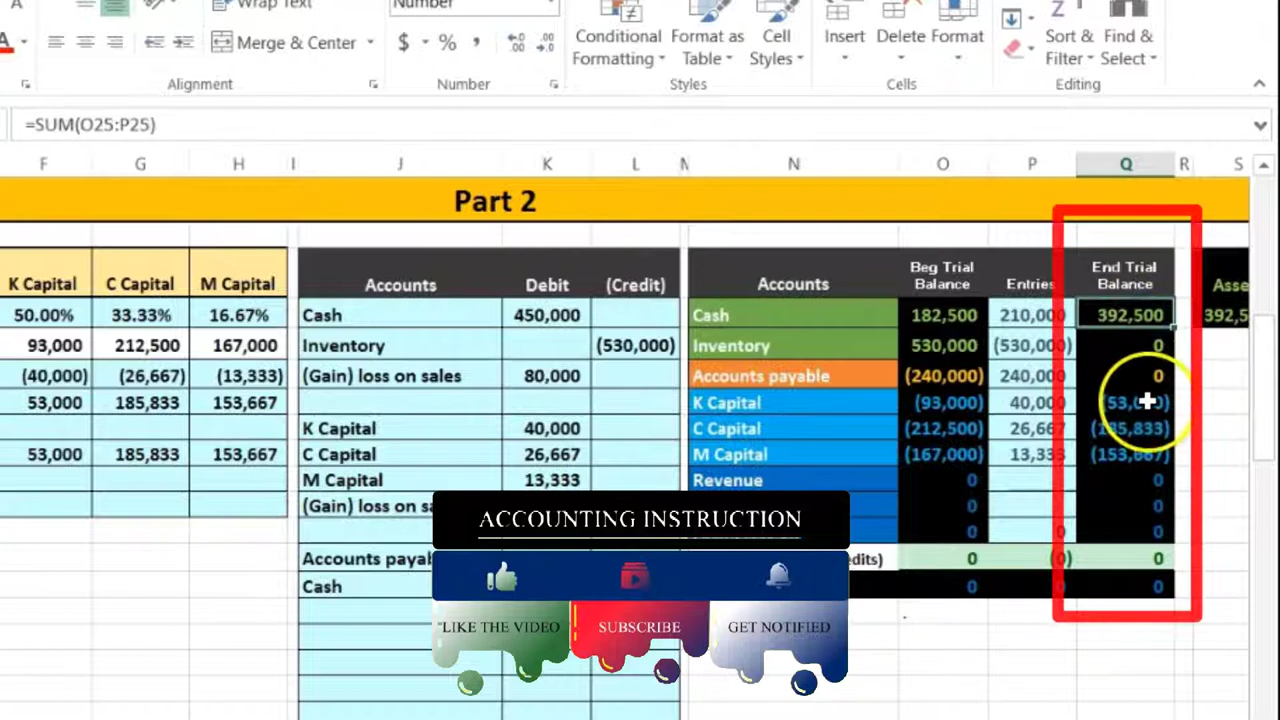 Wrap Text
Number
Merge & Center
$ % ,
Conditional
Formatting
Format as
Table
Cell
Styles
Insert
Delete
Format
Sort &
Filter
Find &
Select
Alignment
Number
Styles
Cells
Editing
=SUM(O25:P25)
F G H I J K L M N O P Q R S
Part 2
K Capital C Capital M Capital
Accounts Debit (Credit)
Accounts
Beg Trial
Balance
Entries
End Trial
Balance
50.00% 33.33% 16.67% Cash 450,000 Cash 182,500 210,000 392,500
93,000 212,500 167,000 Inventory (530,000) Inventory 530,000 (530,000) 0
(40,000) (26,667) (13,333) (Gain) loss on sales 80,000 Accounts payable (240,000) 240,000 0
53,000 185,833 153,667 K Capital (93,000) 40,000
K Capital 40,000 C Capital (212,500) 26,667 (185,833)
53,000 185,833 153,667 C Capital 26,667 M Capital (167,000) 13,333 (153,667)
M Capital 13,333 Revenue 0 0
(Gain) loss on 0 0
0 0 0
Accounts 0 (0) 0
Cash 0 0
ACCOUNTING INSTRUCTION
"LIKE THE VIDEO
SUBSCRIBE
GET NOTIFIED